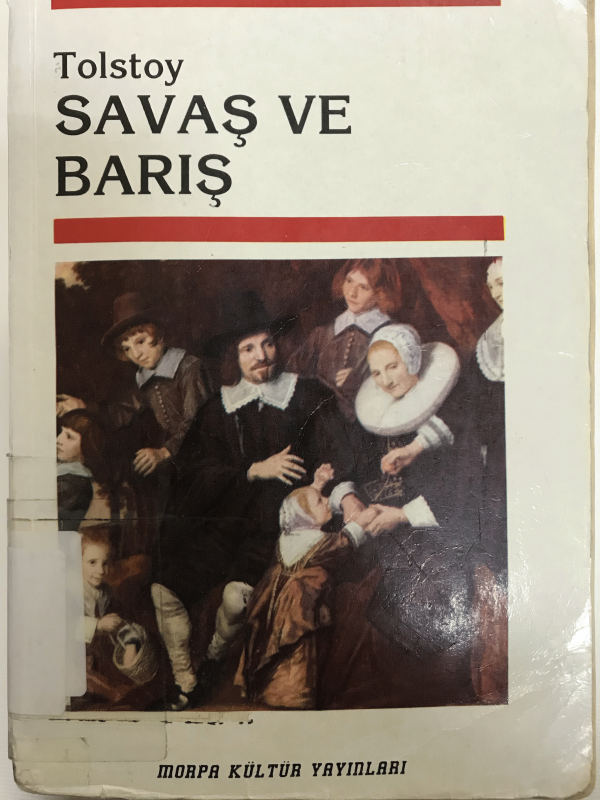 Tolstoy
SAVAŞ VE
BARIŞ
MORPA KÜLTÜR YAYINLARI